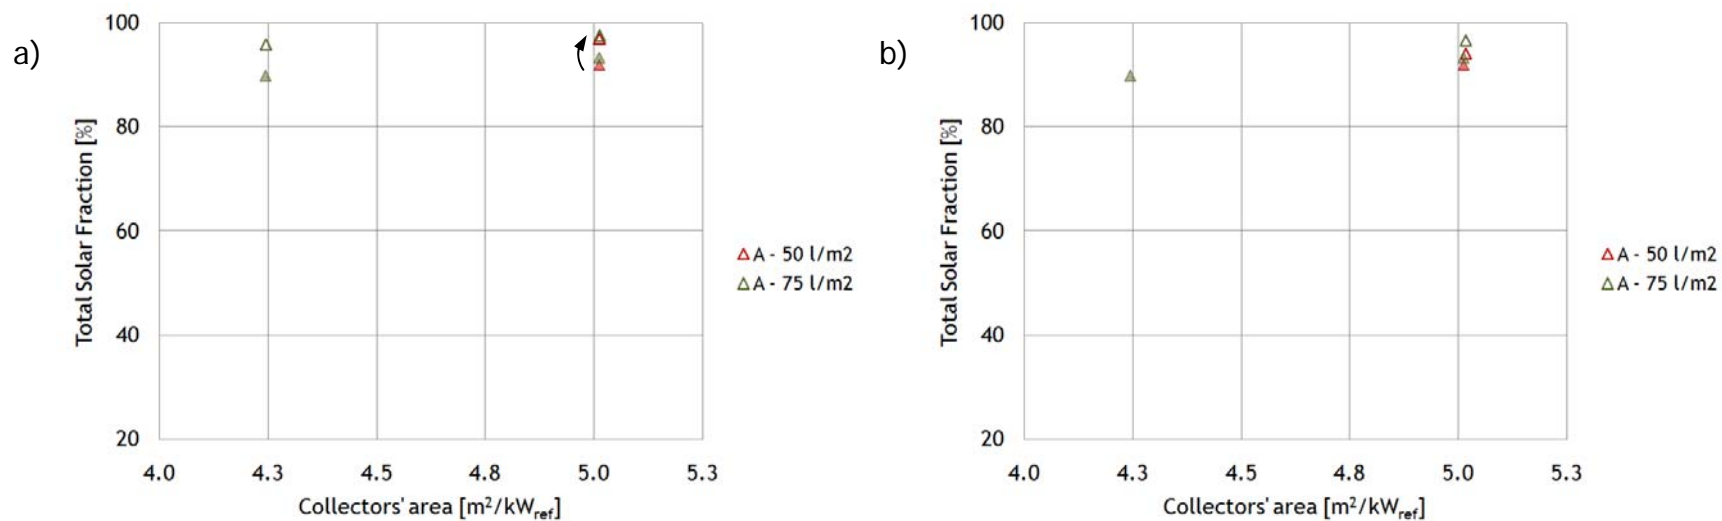 a)
100
80
60
40
20
Total Solar Fraction [%]
4.0 4.3 4.5 4.8 5.0 5.3
Collectors' area [m²/kWref]
A - 50 l/m2
A - 75 l/m2
b)
100
80
60
40
20
Total Solar Fraction [%]
4.0 4.3 4.5 4.8 5.0 5.3
Collectors' area [m²/kWref]
A - 50 l/m2
A - 75 l/m2